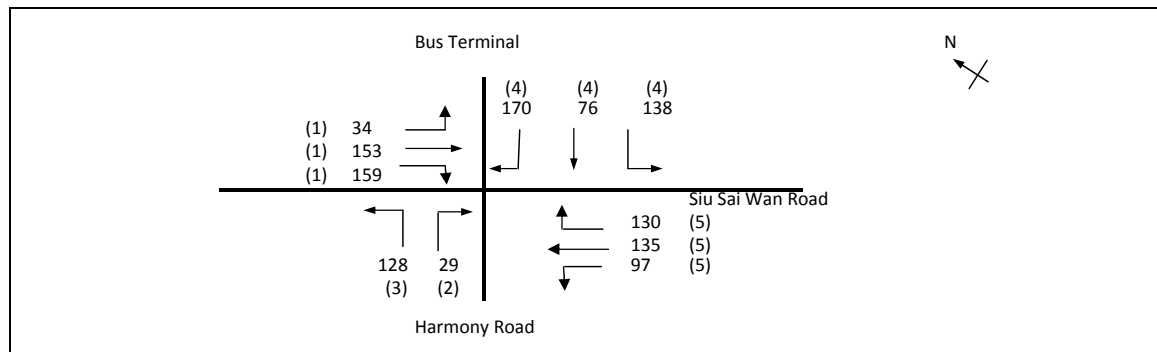 Bus Terminal
N
(4) (4) (4)
170 76 138
(1) 34
(1) 153
(1) 159
Siu Sai Wan Road
130 (5)
135 (5)
97 (5)
128 29
(3) (2)
Harmony Road